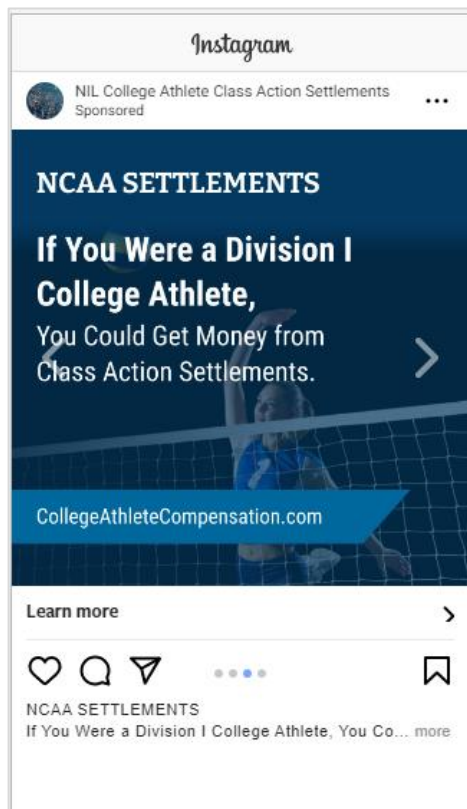 Instagram
NIL College Athlete Class Action Settlements
Sponsored
NCAA SETTLEMENTS
If You Were a Division I
College Athlete,
You Could Get Money from
Class Action Settlements.
CollegeAthleteCompensation.com
Learn more
NCAA SETTLEMENTS
If You Were a Division I College Athlete, You Co... more